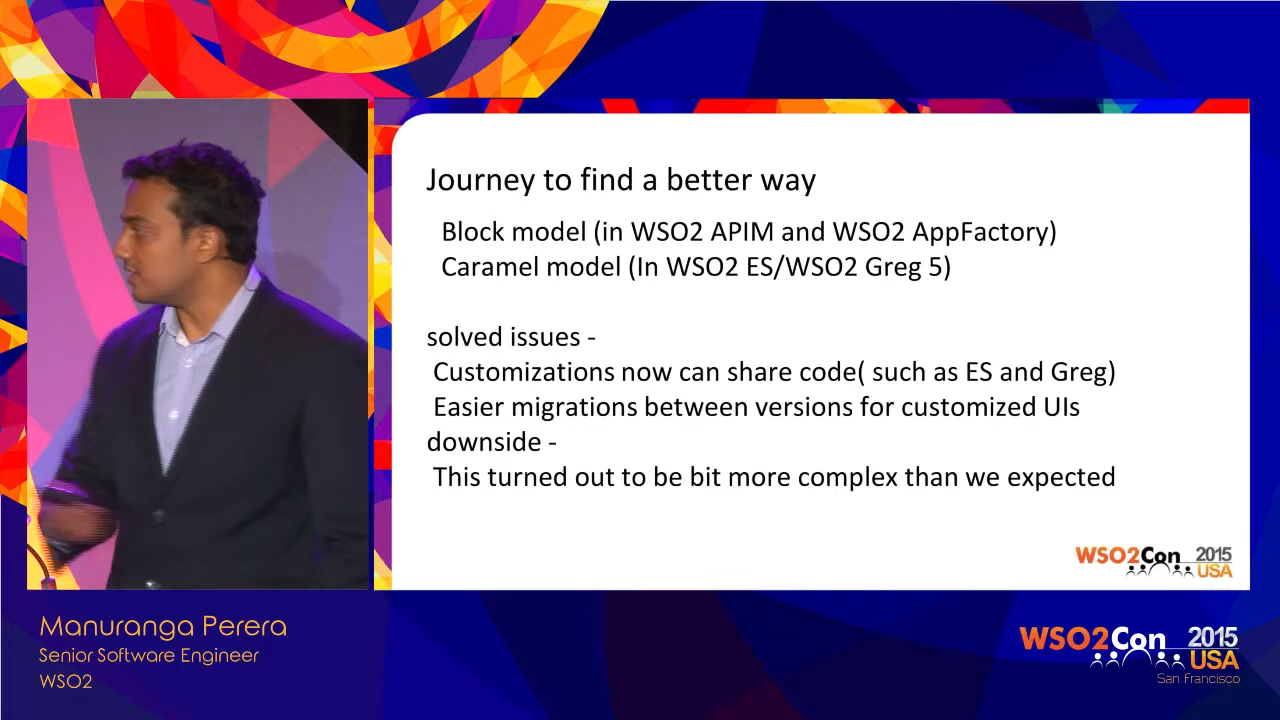 Journey to find a better way
Block model (in WSO2 APIM and WSO2 AppFactory)
Caramel model (In WSO2 ES/WSO2 Greg 5)
solved issues -
Customizations now can share code( such as ES and Greg)
Easier migrations between versions for customized UIs
downside -
This turned out to be bit more complex than we expected
WSO2Con 2015
USA
Manuranga Perera
Senior Software Engineer
WSO2
WSO2Con 2015
USA
San Francisco